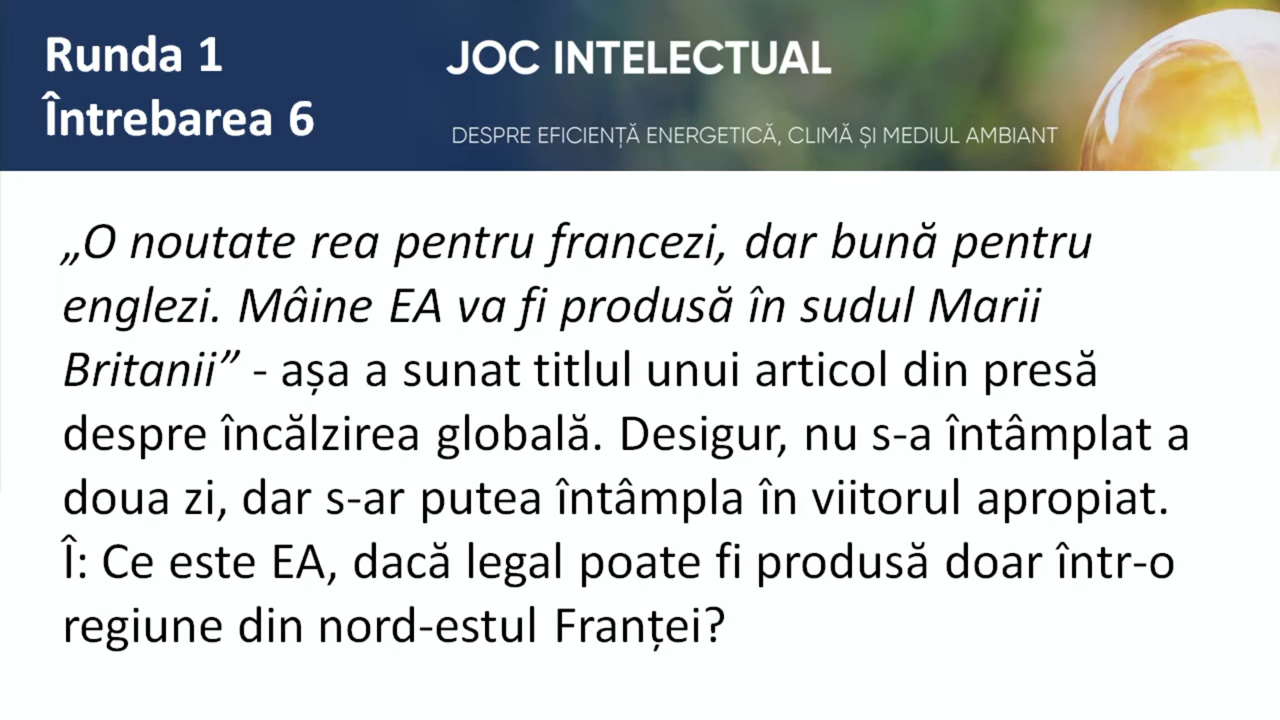 Runda 1
Întrebarea 6
JOC INTELECTUAL
DESPRE EFICIENȚĂ ENERGETICĂ, CLIMĂ ȘI MEDIUL AMBIANT
„O noutate rea pentru francezi, dar bună pentru
englezi. Mâine EA va fi produsă în sudul Marii
Britanii” - așa a sunat titlul unui articol din presă
despre încălzirea globală. Desigur, nu s-a întâmplat a
doua zi, dar s-ar putea întâmpla în viitorul apropiat.
Î: Ce este EA, dacă legal poate fi produsă doar într-o
regiune din nord-estul Franței?